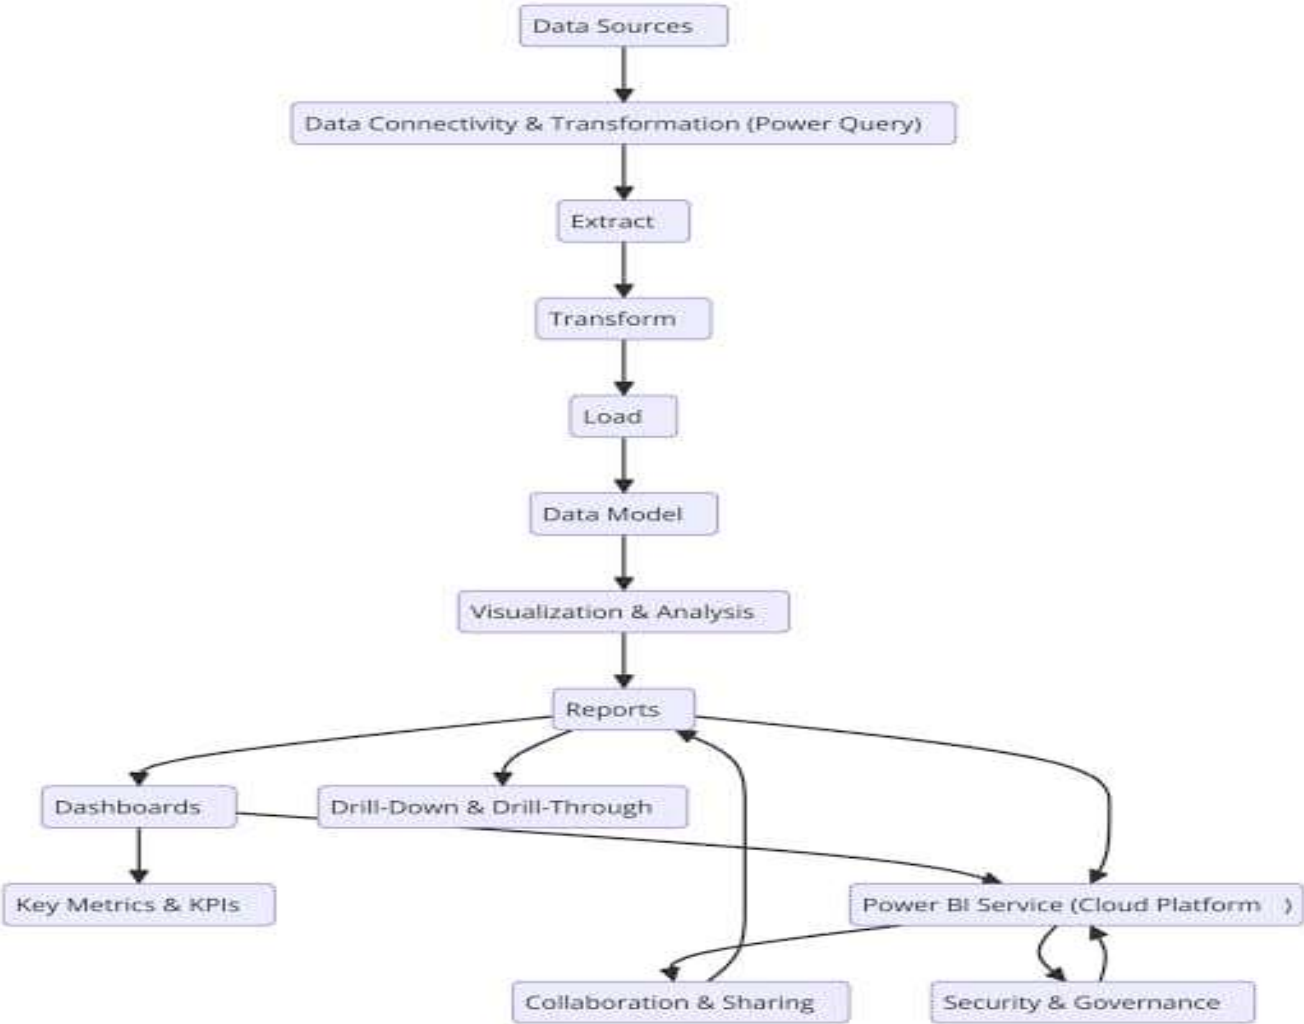 Data Sources
Data Connectivity & Transformation (Power Query)
Extract
Transform
Load
Data Model
Visualization & Analysis
Reports
Dashboards
Drill-Down & Drill-Through
Key Metrics & KPIs
Power BI Service (Cloud Platform )
Collaboration & Sharing
Security & Governance